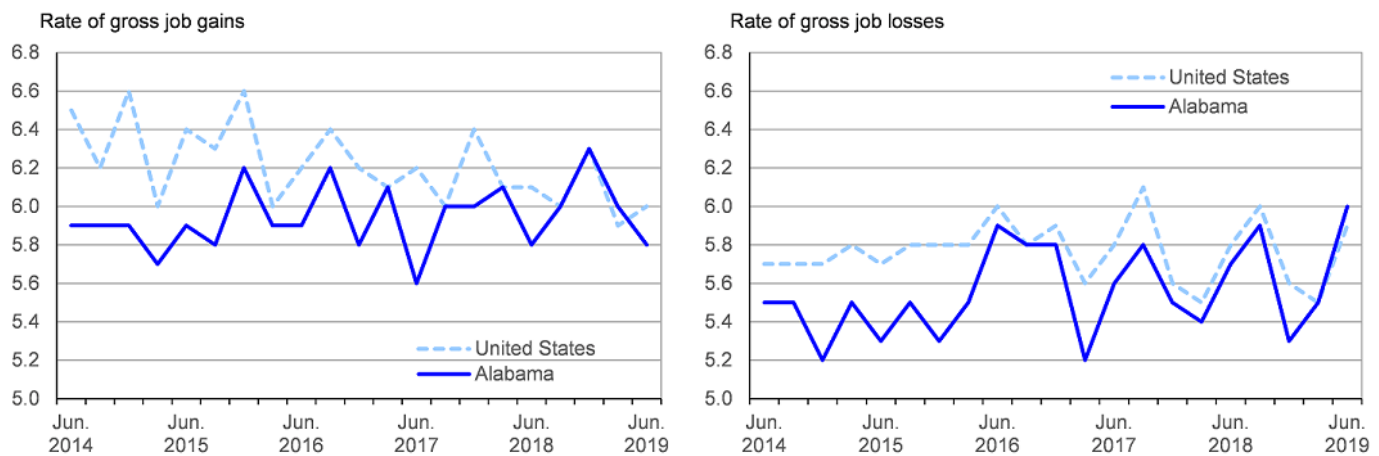 Rate of gross job gains
6.8
6.6
6.4
6.2
6.0
5.8
5.6
5.4
5.2
5.0
United States
Alabama
Jun. Jun. Jun. Jun. Jun. Jun.
2014 2015 2016 2017 2018 2019
Rate of gross job losses
6.8
6.6
6.4
6.2
6.0
5.8
5.6
5.4
5.2
5.0
United States
Alabama
Jun. Jun. Jun. Jun. Jun. Jun.
2014 2015 2016 2017 2018 2019